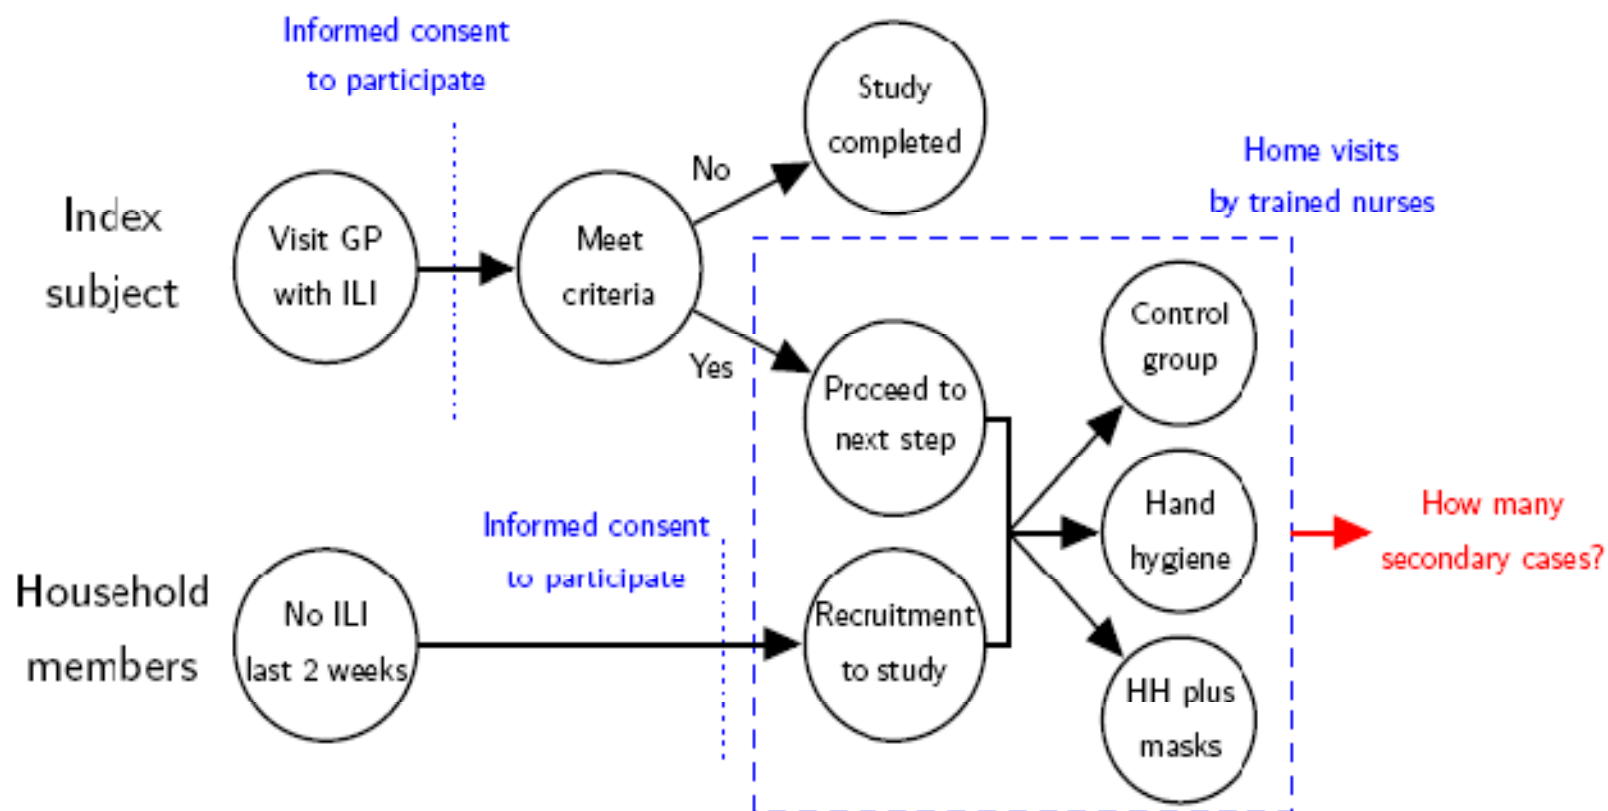 Informed consent
to participate
Study
completed
Home visits
by trained nurses
No
Index
subject
Visit GP
with ILI
Meet
criteria
Yes
Control
group
Proceed to
next step
Hand
hygiene
How many
secondary cases?
Informed consent
to participate
Household
members
No ILI
last 2 weeks
Recruitment
to study
HH plus
masks